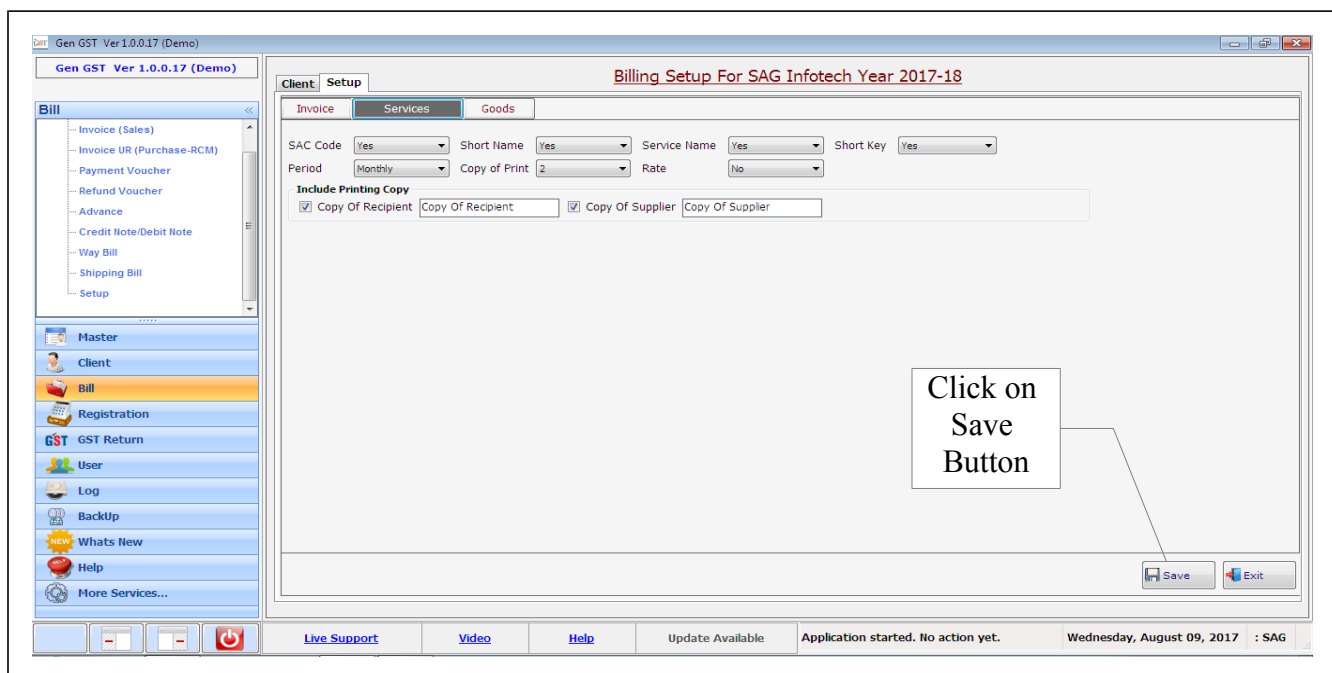 Gen GST Ver 1.0.0.17 (Demo)
Gen GST Ver 1.0.0.17 (Demo)
Bill
Invoice (Sales)
Invoice UR (Purchase-RCM)
Payment Voucher
Refund Voucher
Advance
Credit Note/Debit Note
Way Bill
Shipping Bill
Setup
Master
Client
Bill
Registration
GST GST Return
User
Log
BackUp
NEW Whats New
Help
More Services...
Client Setup
Billing Setup For SAG Infotech Year 2017-18
Invoice Services Goods
SAC Code Yes Short Name Yes Service Name Yes Short Key Yes
Period Monthly Copy of Print 2 Rate No
Include Printing Copy
Copy Of Recipient Copy Of Recipient Copy Of Supplier Copy Of Supplier
Click on
Save
Button
Save Exit
Live Support Video Help Update Available Application started. No action yet. Wednesday, August 09, 2017 : SAG